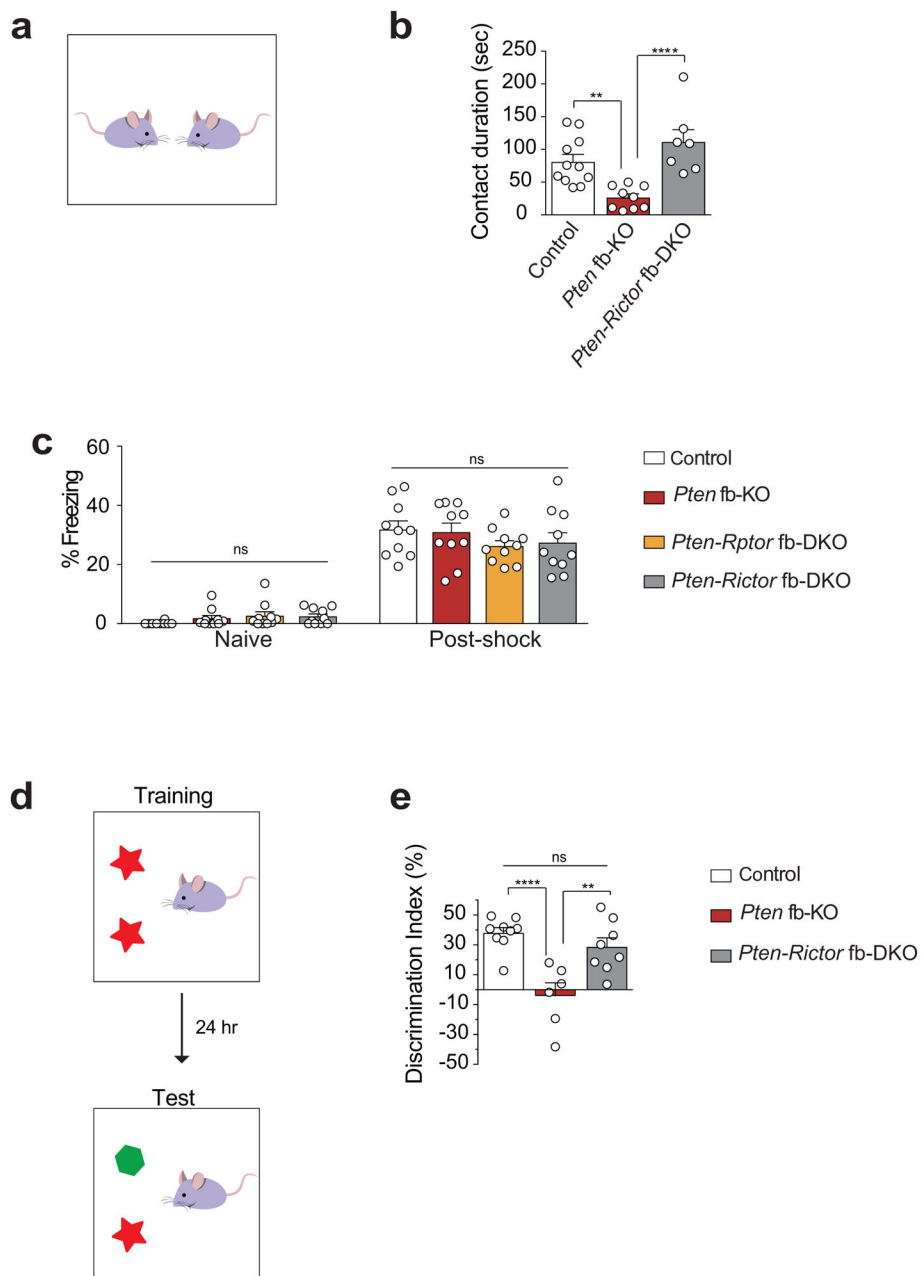 a
b
Contact duration (sec)
250
200
150
100
50
0
**
****
Control
Pten fb-KO
Pten-Rictor fb-DKO
c
% Freezing
60
40
20
0
ns
ns
Naive
Post-shock
Control
Pten fb-KO
Pten-Rptor fb-DKO
Pten-Rictor fb-DKO
d
Training
24 hr
Test
e
Discrimination Index (%)
50
30
10
-10
-30
-50
ns
****
**
Control
Pten fb-KO
Pten-Rictor fb-DKO